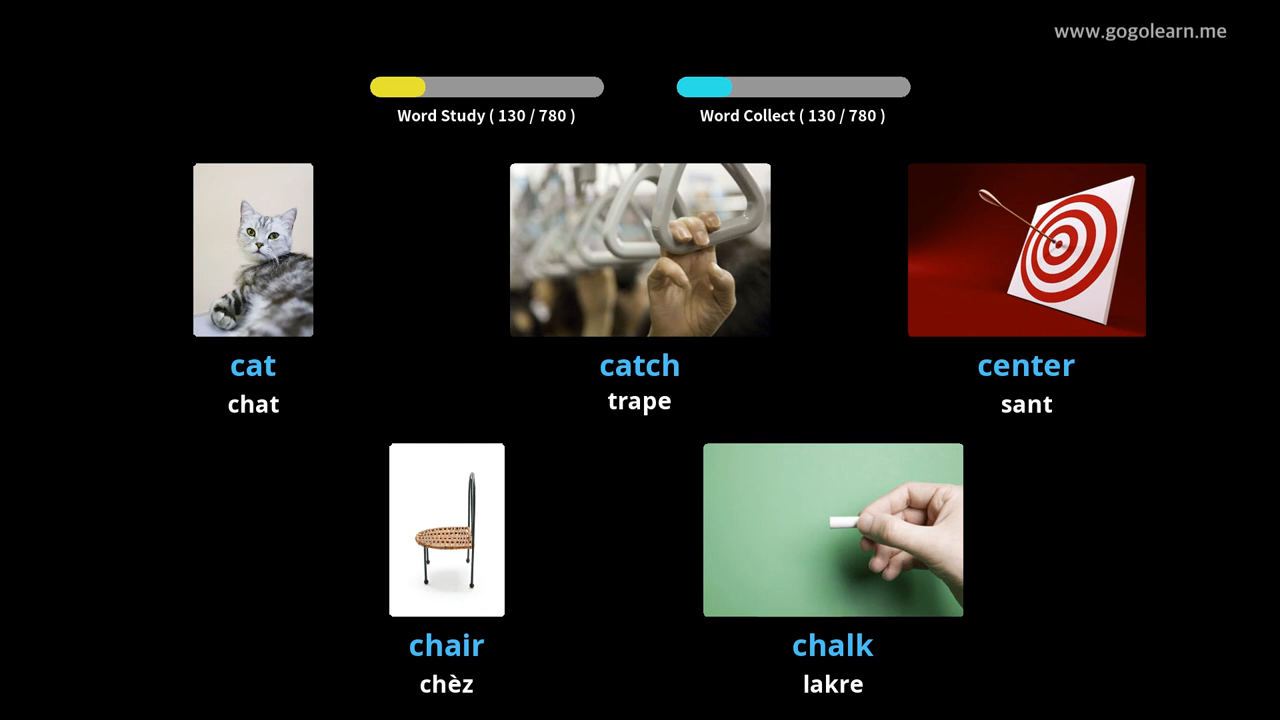 www.gogolearn.me
Word Study ( 130 / 780 )
Word Collect ( 130 / 780 )
cat
chat
catch
trape
center
sant
chair
chèz
chalk
lakre